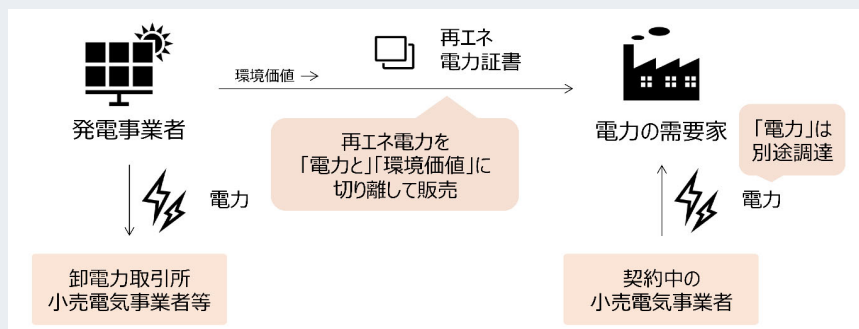 環境価値 →
再エネ
電力証書
発電事業者
再エネ電力を
「電力と」「環境価値」に
切り離して販売
電力の需要家
「電力」は
別途調達
電力
電力
卸電力取引所
小売電気事業者等
契約中の
小売電気事業者